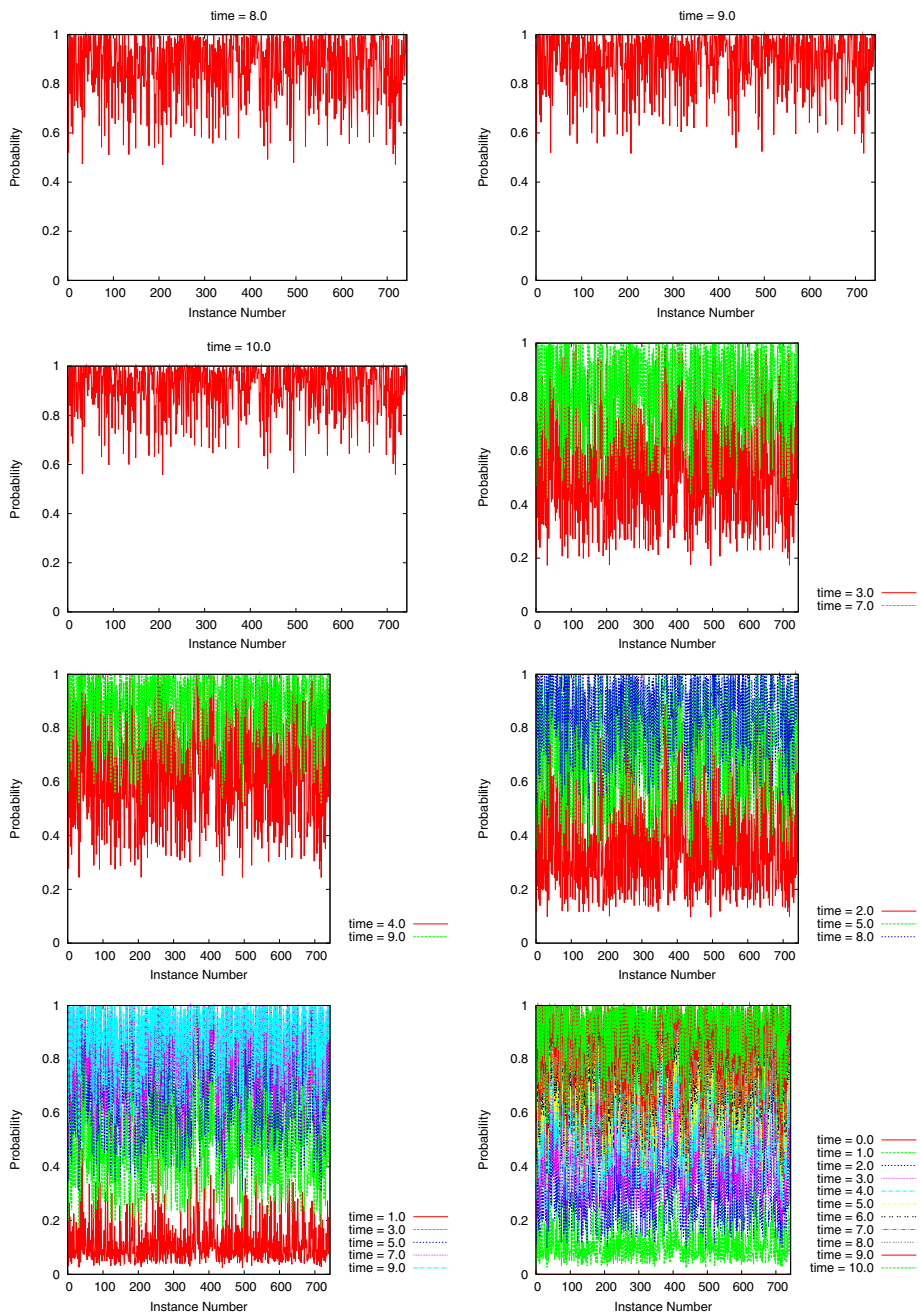 time = 8.0
1
0.8
0.6
0.4
0.2
0
Probability
0 100 200 300 400 500 600 700
Instance Number
time = 9.0
1
0.8
0.6
0.4
0.2
0
Probability
0 100 200 300 400 500 600 700
Instance Number
time = 10.0
1
0.8
0.6
0.4
0.2
0
Probability
0 100 200 300 400 500 600 700
Instance Number
1
0.8
0.6
0.4
0.2
0
Probability
0 100 200 300 400 500 600 700
Instance Number
time = 3.0
time = 7.0
1
0.8
0.6
0.4
0.2
0
Probability
0 100 200 300 400 500 600 700
Instance Number
time = 4.0
time = 9.0
1
0.8
0.6
0.4
0.2
0
Probability
0 100 200 300 400 500 600 700
Instance Number
time = 2.0
time = 5.0
time = 8.0
1
0.8
0.6
0.4
0.2
0
Probability
0 100 200 300 400 500 600 700
Instance Number
time = 1.0
time = 3.0
time = 5.0
time = 7.0
time = 9.0
1
0.8
0.6
0.4
0.2
0
Probability
0 100 200 300 400 500 600 700
Instance Number
time = 0.0
time = 1.0
time = 2.0
time = 3.0
time = 4.0
time = 5.0
time = 6.0
time = 7.0
time = 8.0
time = 9.0
time = 10.0